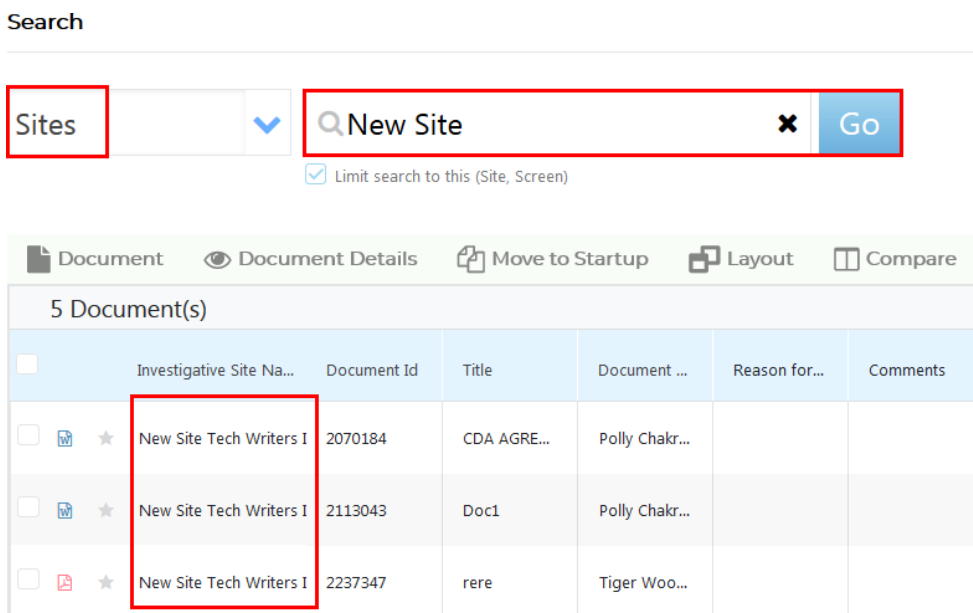 Search
Sites New Site Go
Limit search to this (Site, Screen)
Document Document Details Move to Startup Layout Compare
5 Document(s)
Investigative Site Na... Document Id Title Document ... Reason for... Comments
New Site Tech Writers I 2070184 CDA AGRE... Polly Chakr...
New Site Tech Writers I 2113043 Doc1 Polly Chakr...
New Site Tech Writers I 2237347 rere Tiger Woo...